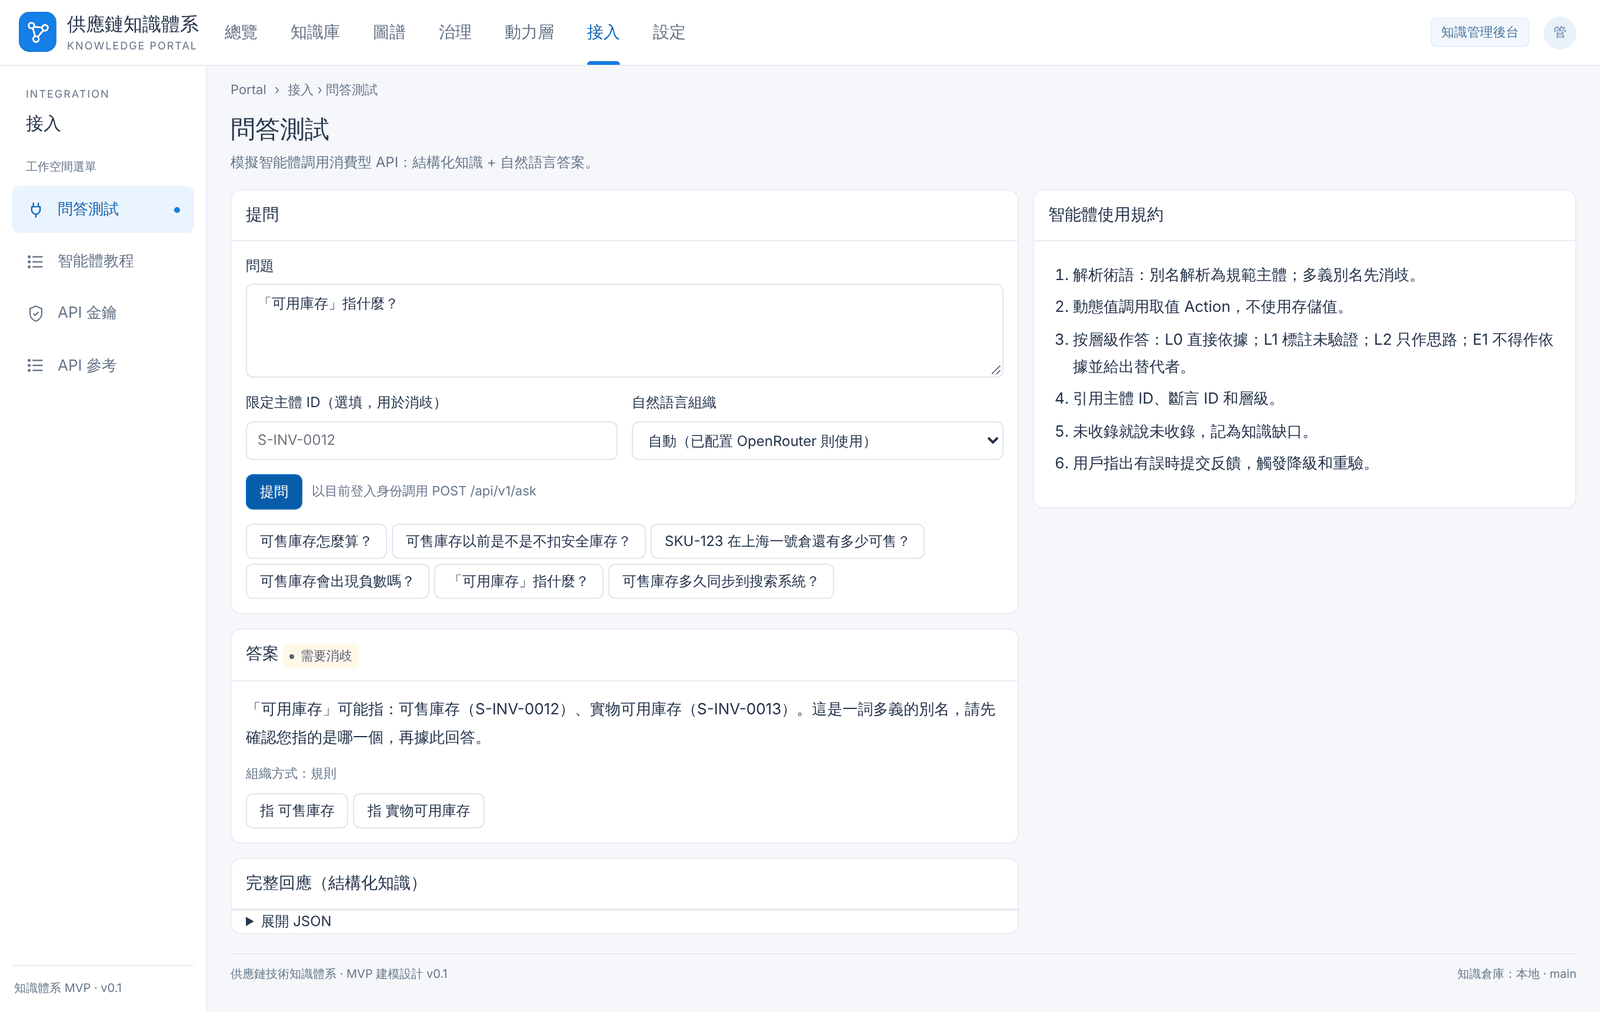 供應鏈知識體系
KNOWLEDGE PORTAL
總覽
知識庫
圖譜
治理
動力層
接入
設定
知識管理後台
管
INTEGRATION
接入
工作空間選單
問答測試
智能體教程
API 金鑰
API 參考
知識體系 MVP · v0.1
Portal › 接入 › 問答測試
問答測試
模擬智能體調用消費型 API：結構化知識 + 自然語言答案。
提問
問題
「可用庫存」指什麼？
限定主體 ID（選填，用於消歧）
自然語言組織
S-INV-0012
自動（已配置 OpenRouter 則使用）
提問
以目前登入身份調用 POST /api/v1/ask
可售庫存怎麼算？
可售庫存以前是不是不扣安全庫存？
SKU-123 在上海一號倉還有多少可售？
可售庫存會出現負數嗎？
「可用庫存」指什麼？
可售庫存多久同步到搜索系統？
答案
• 需要消歧
「可用庫存」可能指：可售庫存（S-INV-0012）、實物可用庫存（S-INV-0013）。這是一詞多義的別名，請先
確認您指的是哪一個，再據此回答。
組織方式：規則
指 可售庫存
指 實物可用庫存
完整回應（結構化知識）
▶ 展開 JSON
智能體使用規約
1. 解析術語：別名解析為規範主體；多義別名先消歧。
2. 動態值調用取值 Action，不使用存儲值。
3. 按層級作答：L0 直接依據；L1 標註未驗證；L2 只作思路；E1 不得作依
據並給出替代者。
4. 引用主體 ID、斷言 ID 和層級。
5. 未收錄就說未收錄，記為知識缺口。
6. 用戶指出有誤時提交反饋，觸發降級和重驗。
供應鏈技術知識體系 · MVP 建模設計 v0.1
知識倉庫：本地 · main